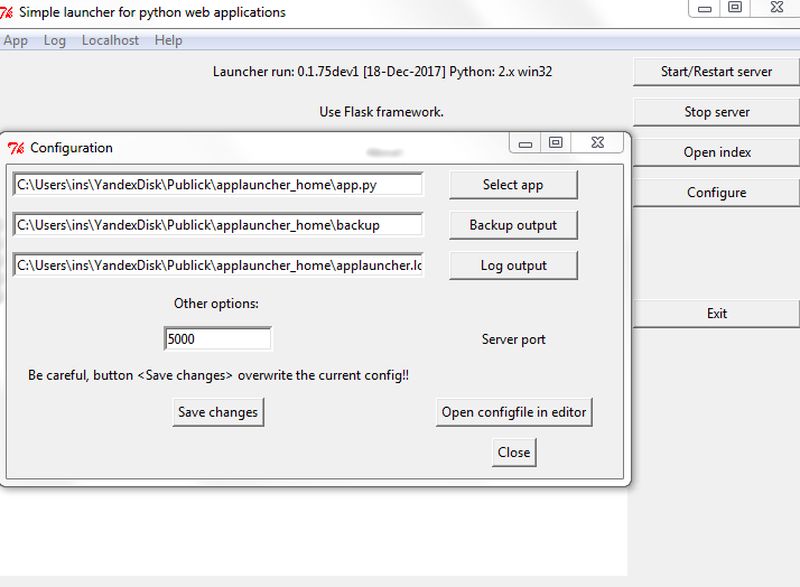 Simple launcher for python web applications
App Log Localhost Help
Launcher run: 0.1.75dev1 [18-Dec-2017] Python: 2.x win32
Start/Restart server
Use Flask framework.
Stop server
Open index
Configure
Exit
Configuration
C:\Users\ins\YandexDisk\Publick\applauncher_home\app.py
Select app
C:\Users\ins\YandexDisk\Publick\applauncher_home\backup
Backup output
C:\Users\ins\YandexDisk\Publick\applauncher_home\applauncher.lo
Log output
Other options:
5000
Server port
Be careful, button <Save changes> overwrite the current config!!
Save changes
Open configfile in editor
Close